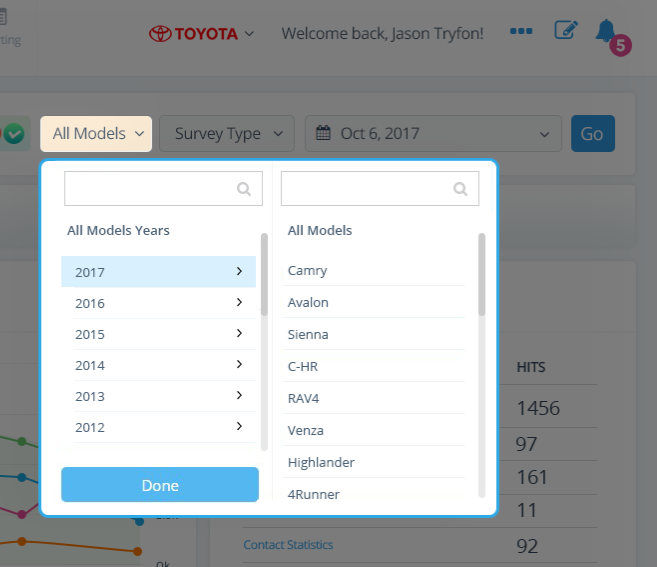 ting
TOYOTA
Welcome back, Jason Tryfon!
5
All Models
Survey Type
Oct 6, 2017
Go
All Models Years
2017
2016
2015
2014
2013
2012
Done
All Models
Camry
Avalon
Sienna
C-HR
RAV4
Venza
Highlander
4Runner
HITS
1456
97
161
11
Contact Statistics
92
0k